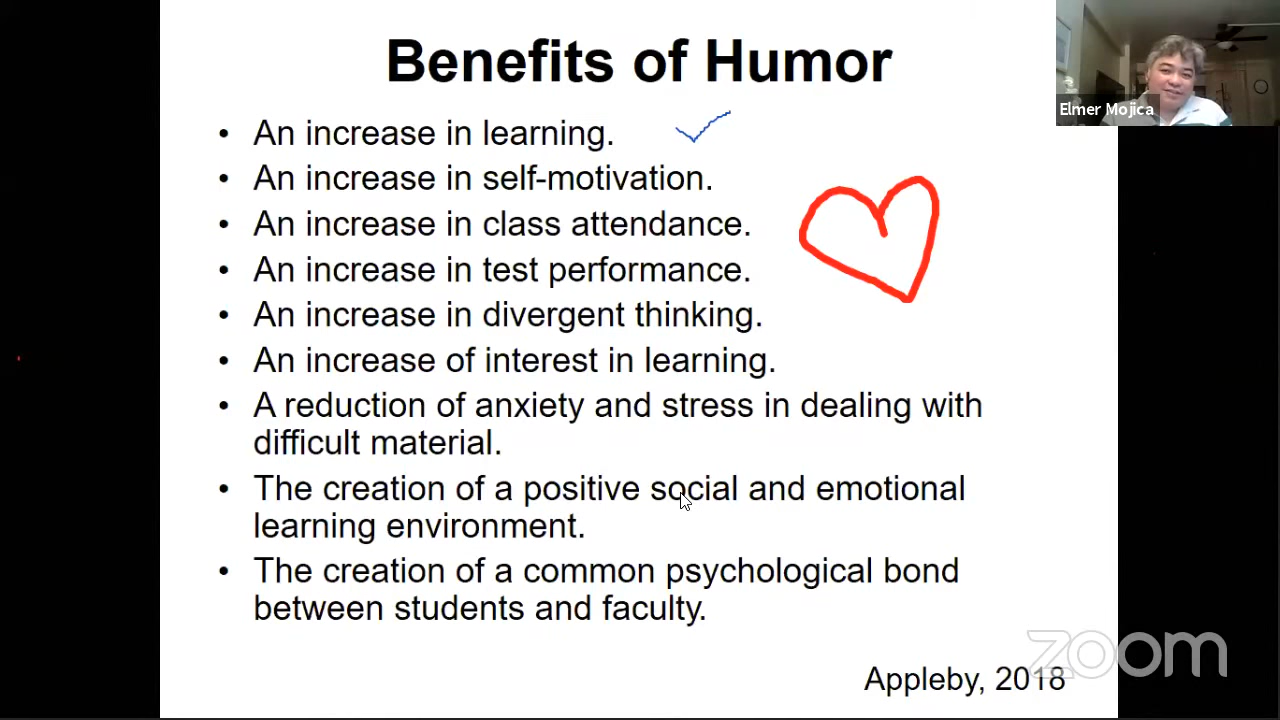 Benefits of Humor
Elmer Mojica
• An increase in learning.
• An increase in self-motivation.
• An increase in class attendance.
• An increase in test performance.
• An increase in divergent thinking.
• An increase of interest in learning.
• A reduction of anxiety and stress in dealing with
difficult material.
• The creation of a positive social and emotional
learning environment.
• The creation of a common psychological bond
between students and faculty.
zoom
Appleby, 2018